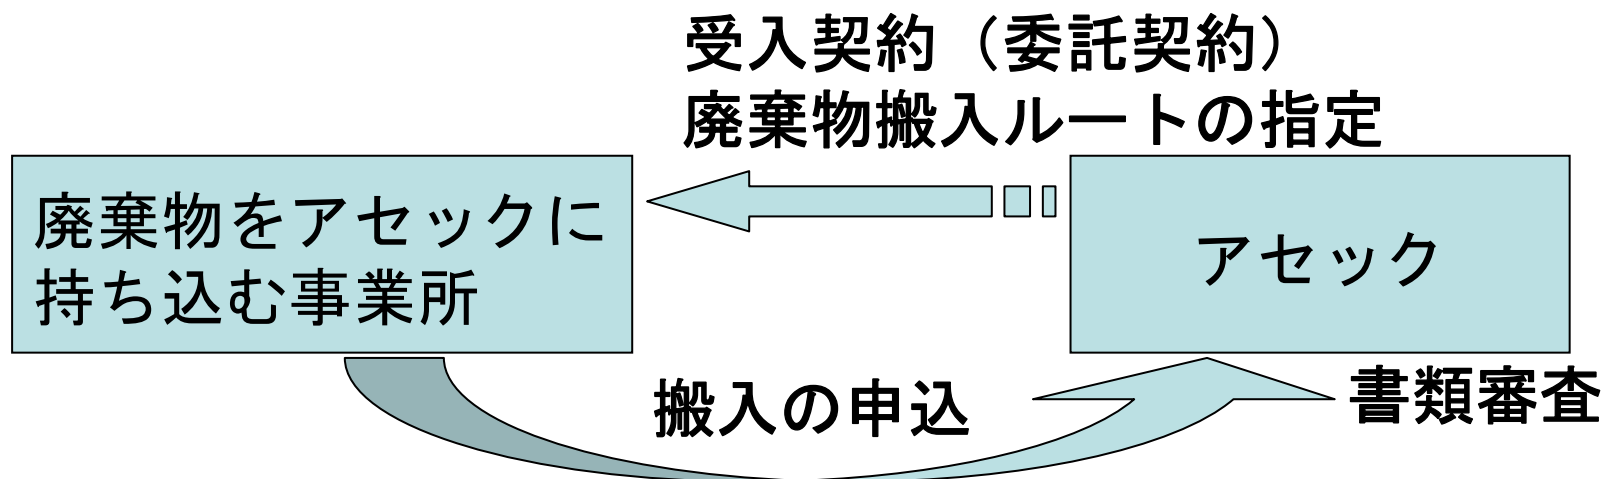 受入契約（委託契約）
廃棄物搬入ルートの指定
廃棄物をアセックに
持ち込む事業所
アセック
搬入の申込
書類審査